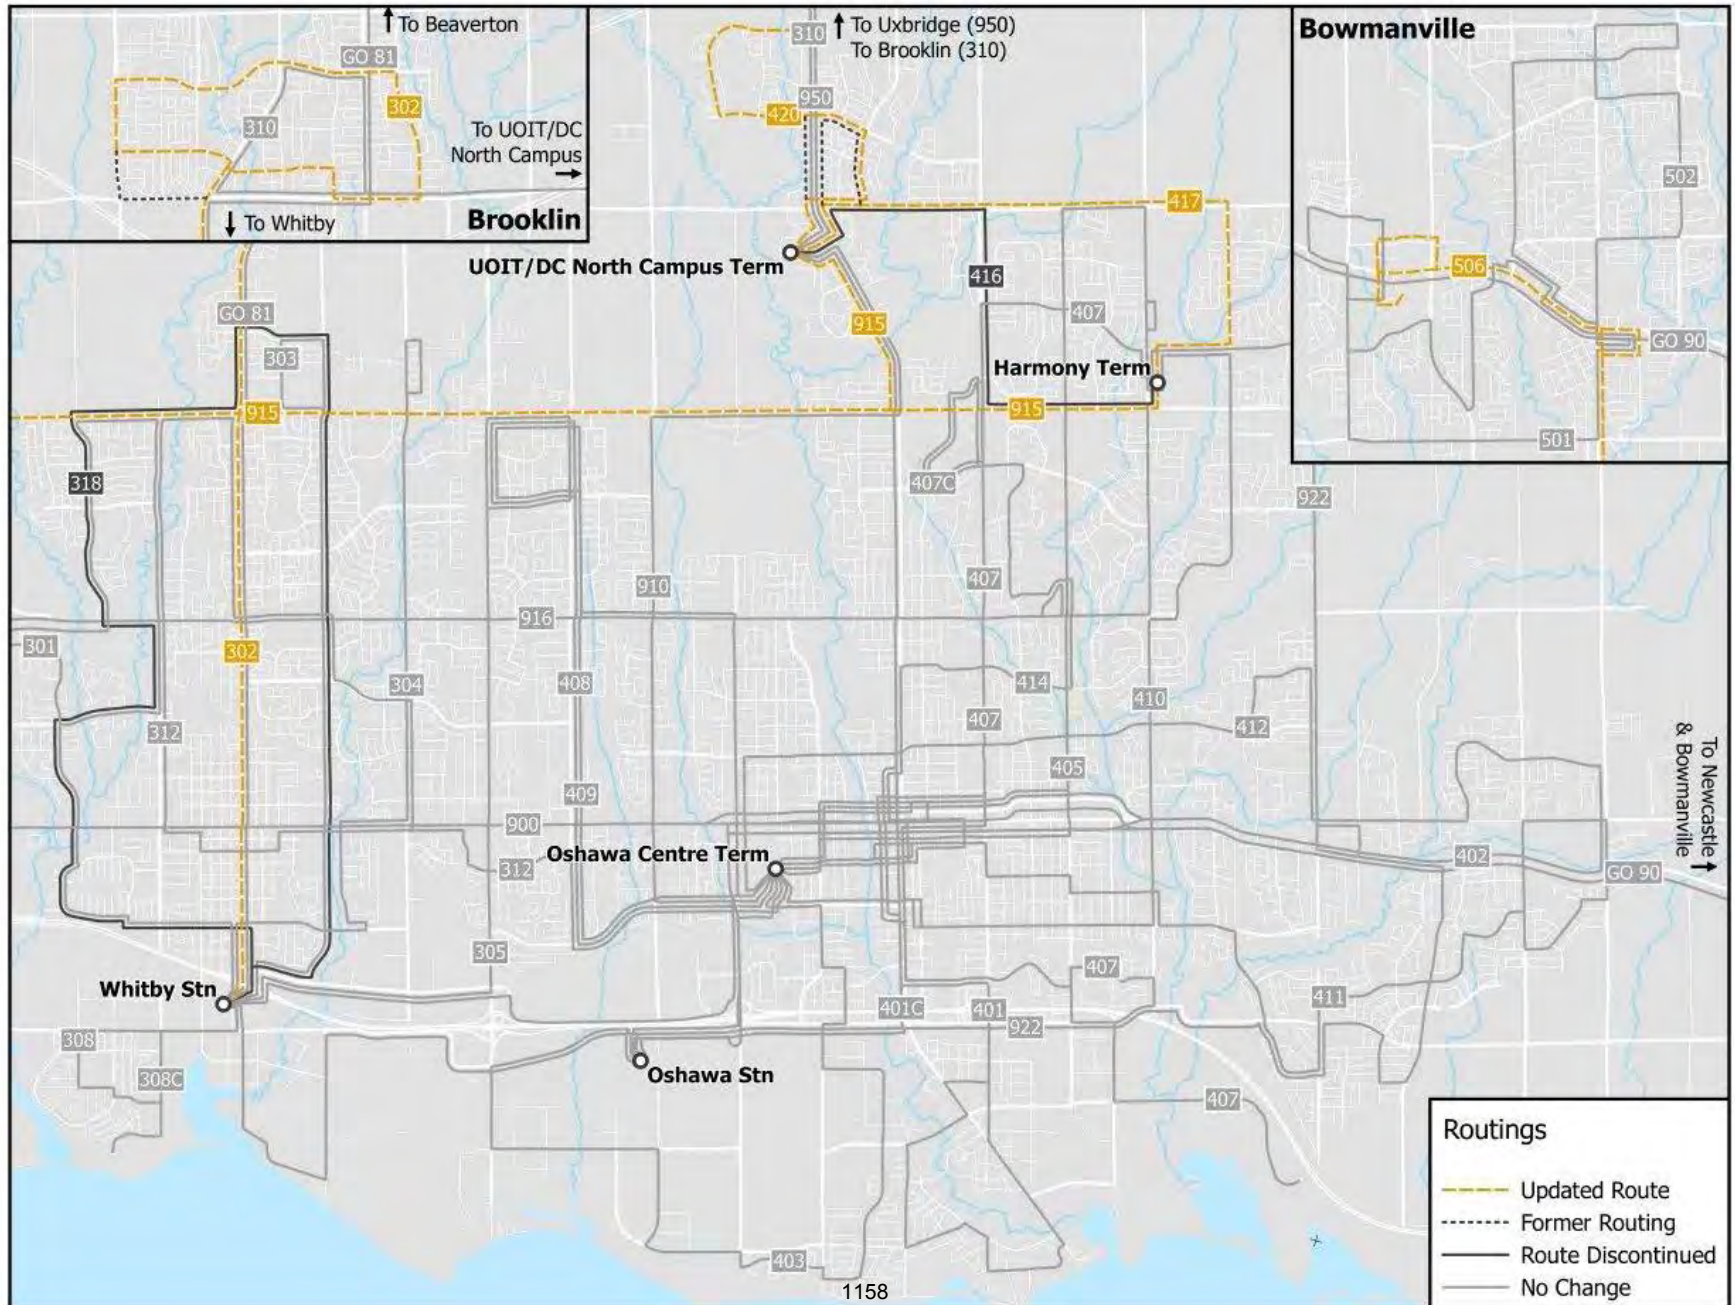 To Beaverton
GO 81
302
310
To UOIT/DC
North Campus
To Whitby
Brooklin
310
To Uxbridge (950)
To Brooklin (310)
950
420
417
UOIT/DC North Campus Term
416
915
407
Harmony Term
Bowmanville
502
506
GO 90
501
GO 81
303
915
915
318
407C
922
910
407
916
301
302
304
408
414
410
407
412
312
405
409
To Newcastle
& Bowmanville
900
Oshawa Centre Term
312
402
GO 90
305
407
Whitby Stn
401C
401
411
922
308
308C
Oshawa Stn
407
403
1158
Routings
Updated Route
Former Routing
Route Discontinued
No Change